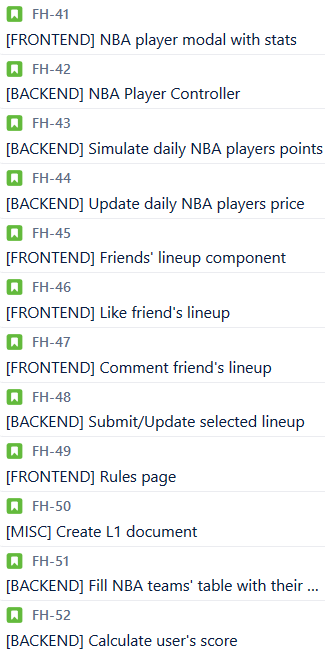 FH-41
[FRONTEND] NBA player modal with stats
FH-42
[BACKEND] NBA Player Controller
FH-43
[BACKEND] Simulate daily NBA players points
FH-44
[BACKEND] Update daily NBA players price
FH-45
[FRONTEND] Friends' lineup component
FH-46
[FRONTEND] Like friend's lineup
FH-47
[FRONTEND] Comment friend's lineup
FH-48
[BACKEND] Submit/Update selected lineup
FH-49
[FRONTEND] Rules page
FH-50
[MISC] Create L1 document
FH-51
[BACKEND] Fill NBA teams' table with their ...
FH-52
[BACKEND] Calculate user's score